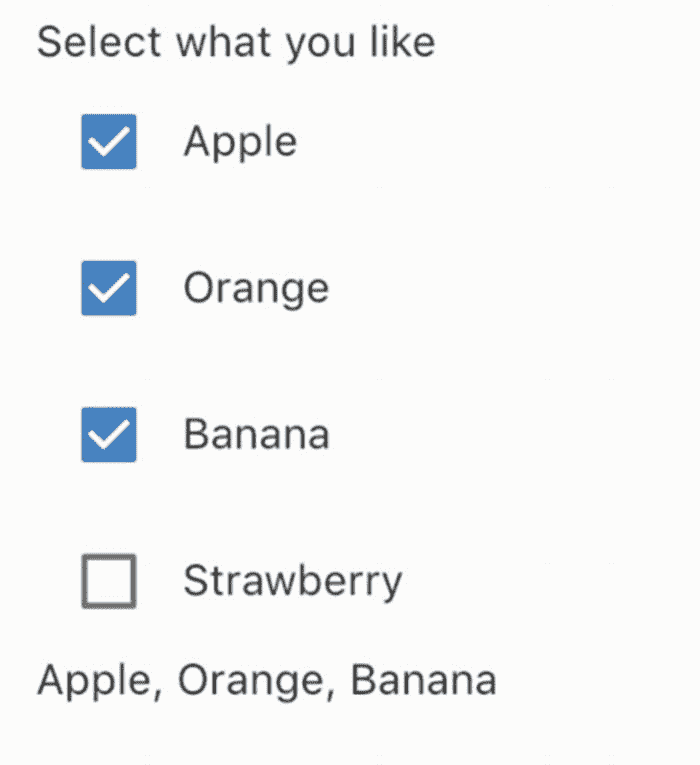 Select what you like
Apple
Orange
Banana
Strawberry
Apple, Orange, Banana